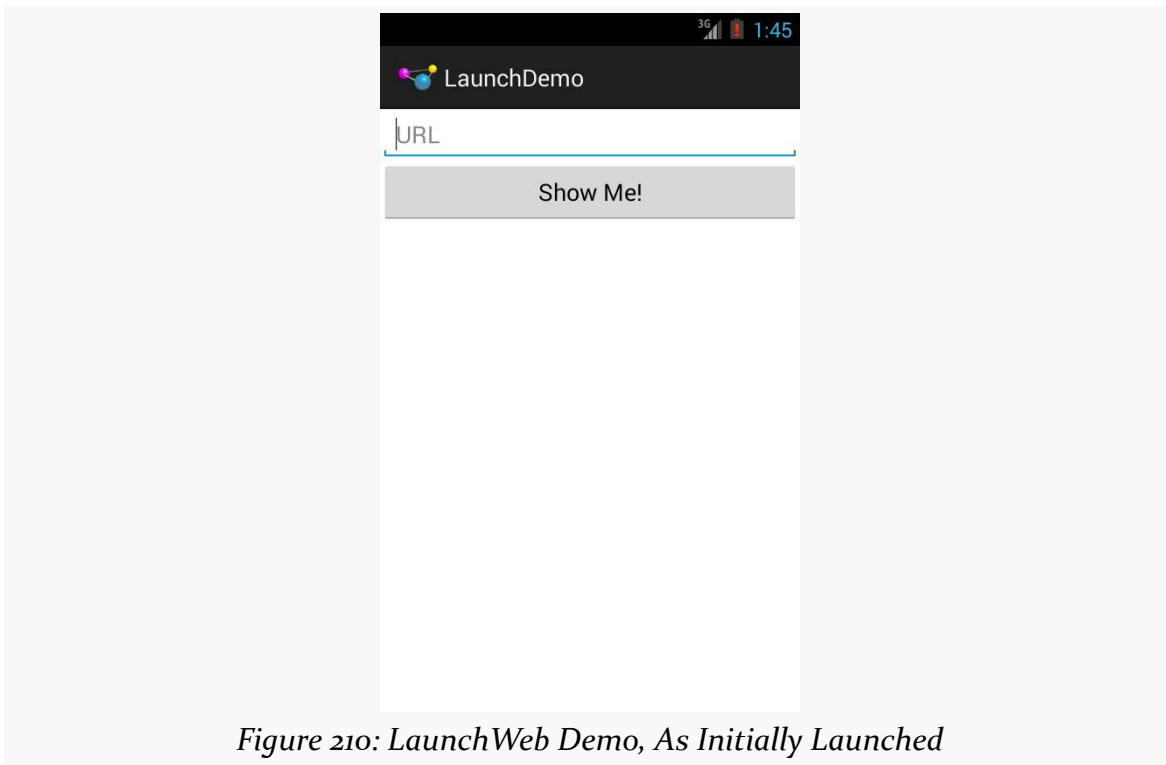 3G 1:45
LaunchDemo
URL
Show Me!
Figure 210: LaunchWeb Demo, As Initially Launched